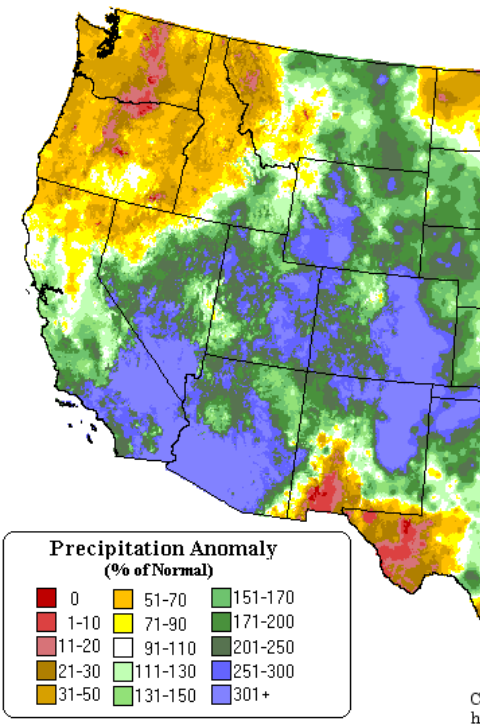 Precipitation Anomaly
(% of Normal)
0 51-70 151-170
1-10 71-90 171-200
11-20 91-110 201-250
21-30 111-130 251-300
31-50 131-150 301+
C
h